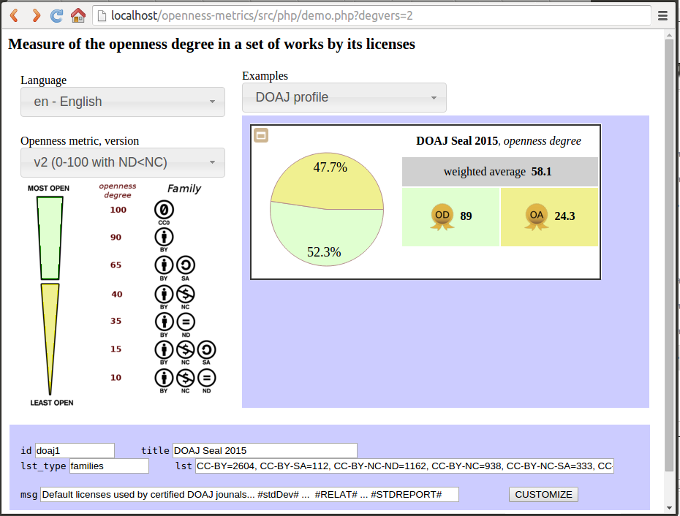 localhost/openness-metrics/src/php/demo.php?degvers=2
Measure of the openness degree in a set of works by its licenses
Language
en - English
Openness metric, version
v2 (0-100 with ND<NC)
MOST OPEN
openness degree
Family
100
CC0
90
BY
65
BY SA
40
BY NC
35
BY ND
15
BY NC SA
10
BY NC ND
LEAST OPEN
Examples
DOAJ profile
47.7%
52.3%
DOAJ Seal 2015, openness degree
weighted average 58.1
OD 89
OA 24.3
id doaj1 title DOAJ Seal 2015
lst_type families lst CC-BY=2604, CC-BY-SA=112, CC-BY-NC-ND=1162, CC-BY-NC=938, CC-BY-NC-SA=333, CC-
msg Default licenses used by certified DOAJ jounals... #stdDev# ... #RELAT# ... #STDREPORT#
CUSTOMIZE